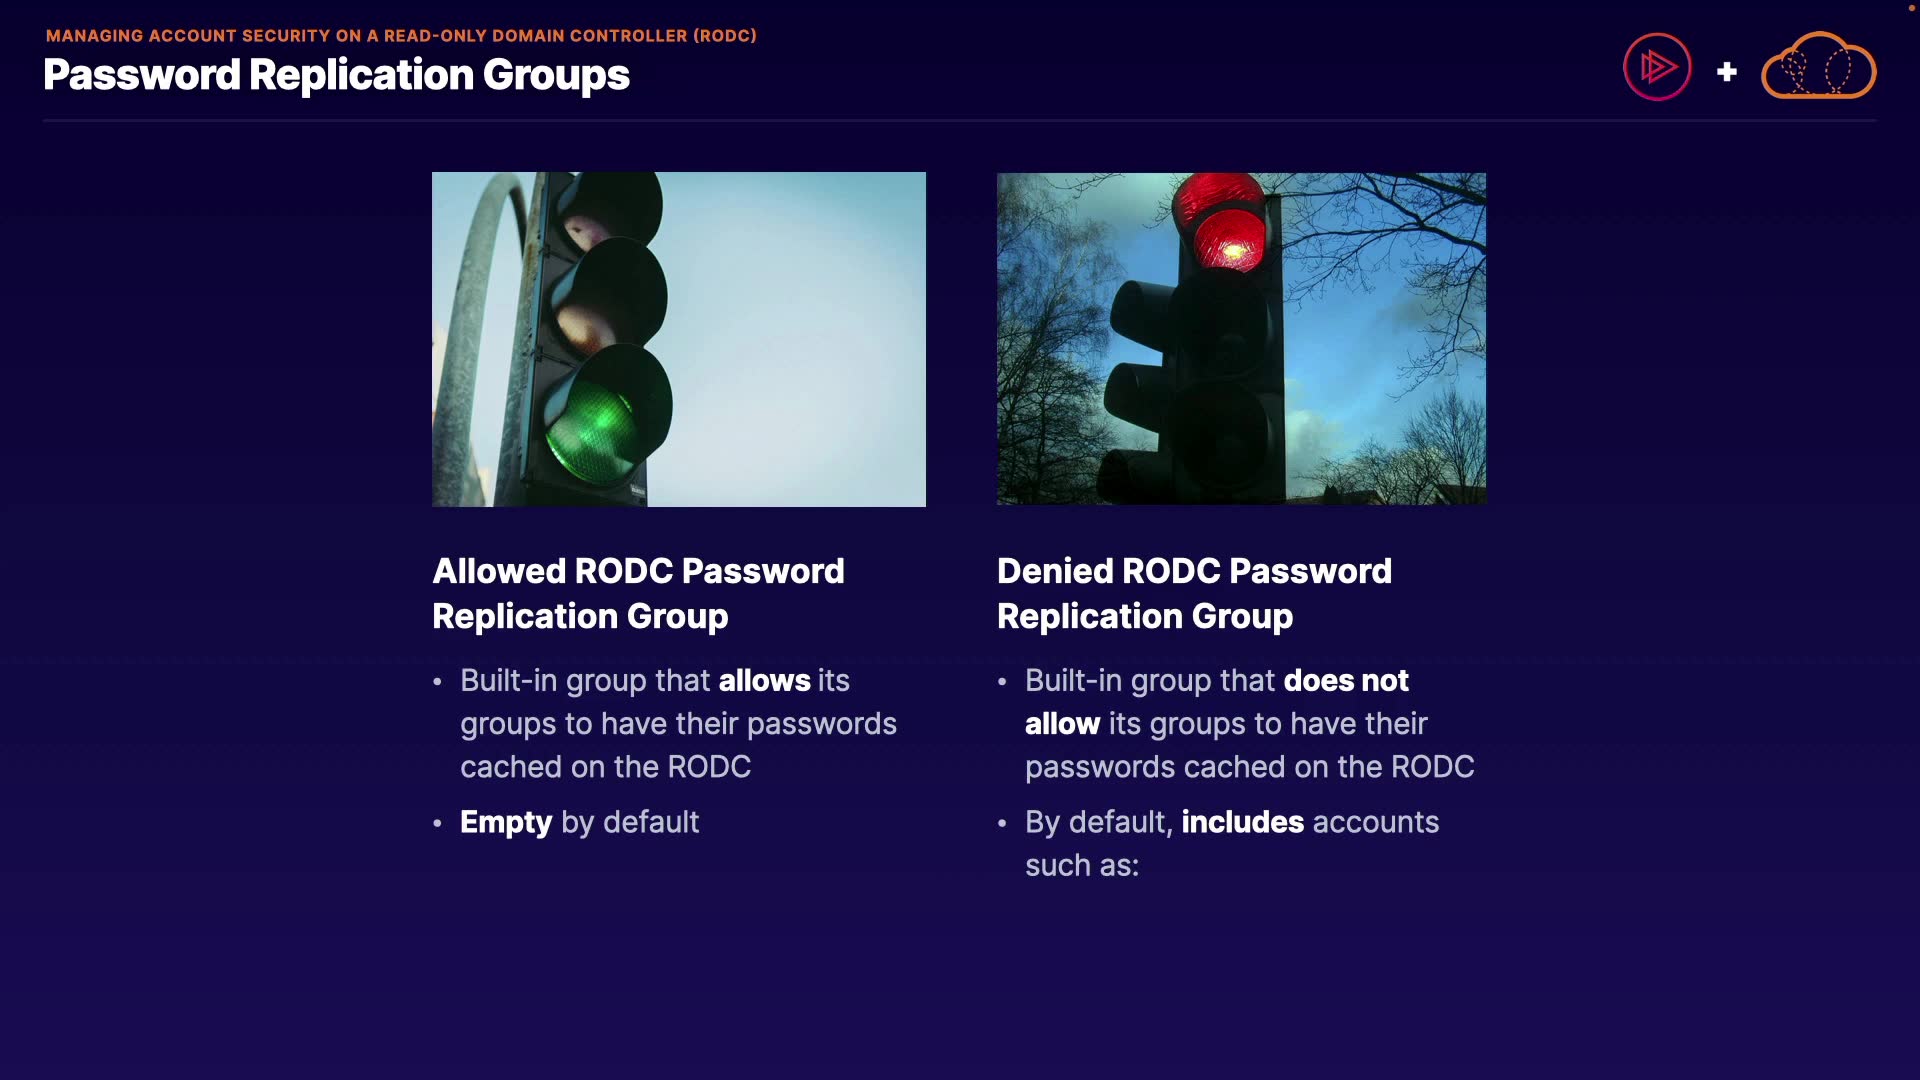 MANAGING ACCOUNT SECURITY ON A READ-ONLY DOMAIN CONTROLLER (RODC)
Password Replication Groups
Allowed RODC Password
Replication Group
• Built-in group that allows its
groups to have their passwords
cached on the RODC
• Empty by default
Denied RODC Password
Replication Group
• Built-in group that does not
allow its groups to have their
passwords cached on the RODC
• By default, includes accounts
such as: